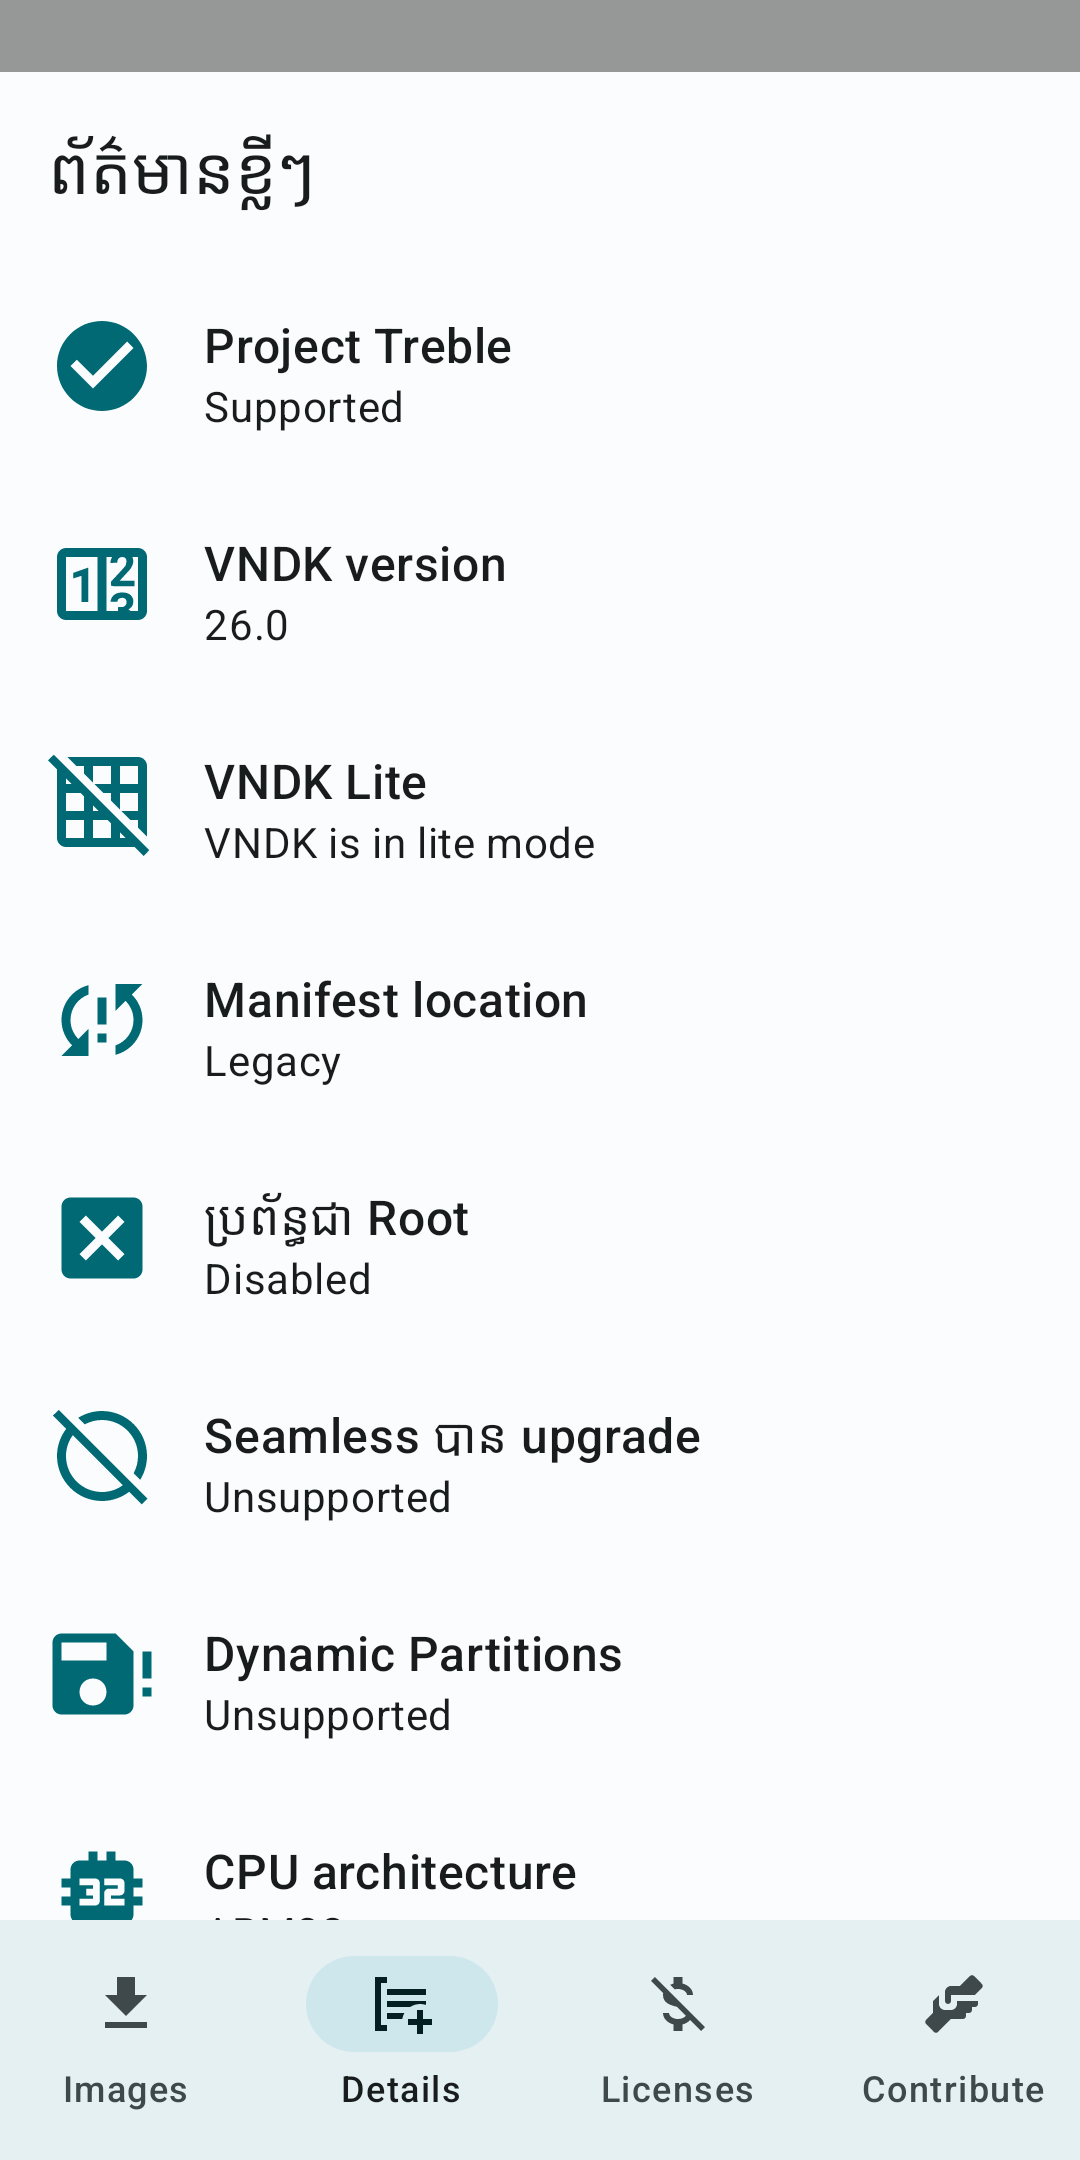 ព័ត៌មានខ្លីៗ
Project Treble
Supported
VNDK version
26.0
VNDK Lite
VNDK is in lite mode
Manifest location
Legacy
ប្រព័ន្ធជា Root
Disabled
Seamless បាន upgrade
Unsupported
Dynamic Partitions
Unsupported
CPU architecture
Images
Details
Licenses
Contribute